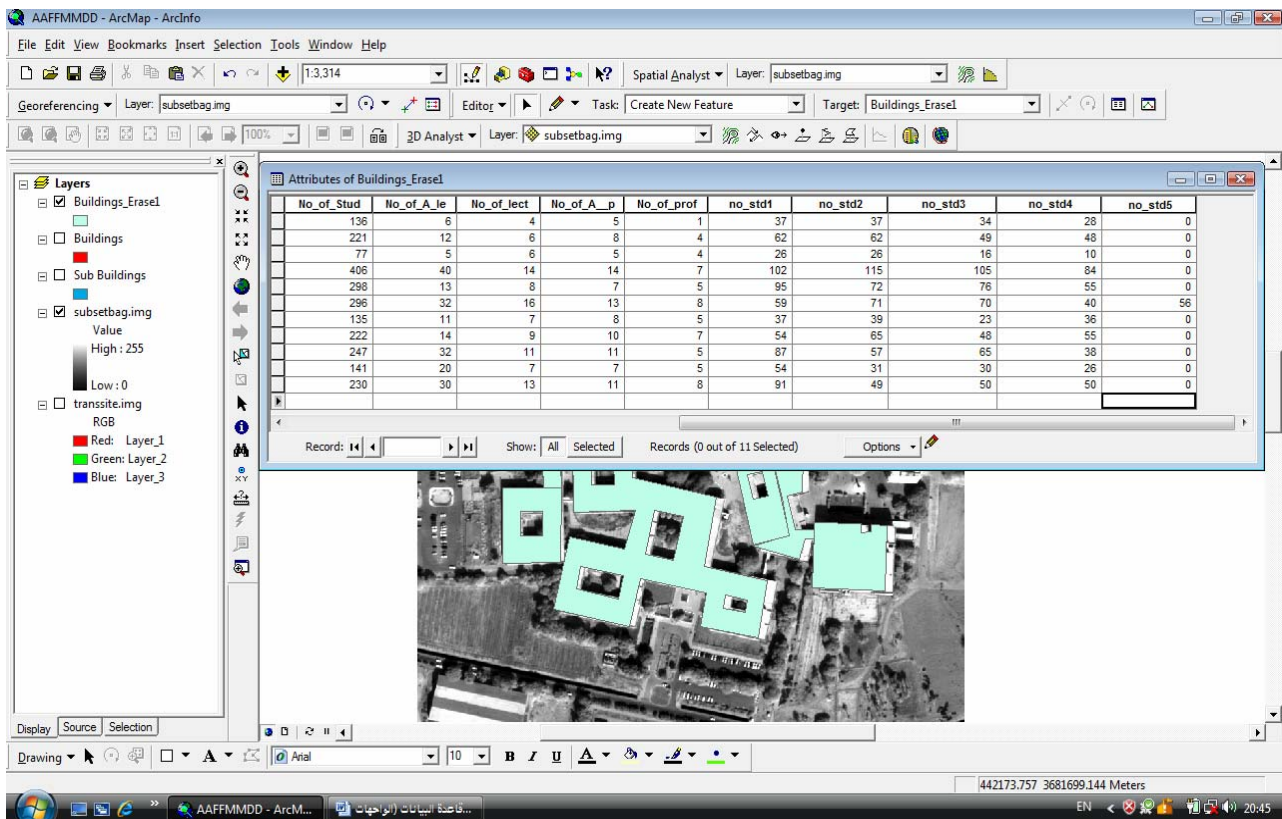 AAFFMMDD - ArcMap - ArcInfo
File Edit View Bookmarks Insert Selection Tools Window Help
1:3,314 Spatial Analyst Layer: subsetbag.img
Georeferencing Layer: subsetbag.img Editor Task: Create New Feature Target: Buildings_Erase1
100% 3D Analyst Layer: subsetbag.img
Layers
Buildings_Erase1
Buildings
Sub Buildings
subsetbag.img
Value
High : 255
Low : 0
transsite.img
RGB
Red: Layer_1
Green: Layer_2
Blue: Layer_3
Attributes of Buildings_Erase1
No_of_Stud No_of_A_le No_of_lect No_of_A__p No_of_prof no_std1 no_std2 no_std3 no_std4 no_std5
136 6 4 5 1 37 37 34 28 0
221 12 6 8 4 62 62 49 48 0
77 5 6 5 4 26 26 16 10 0
406 40 14 14 7 102 115 105 84 0
298 13 8 7 5 95 72 76 55 0
296 32 16 13 8 59 71 70 40 56
135 11 7 8 5 37 39 23 36 0
222 14 9 10 7 54 65 48 55 0
247 32 11 11 5 87 57 65 38 0
141 20 7 7 5 54 31 30 26 0
230 30 13 11 8 91 49 50 50 0
Record: Show: All Selected Records (0 out of 11 Selected) Options
Display Source Selection
Drawing A Arial 10 B I U A
442173.757 3681699.144 Meters
AAFFMMDD - ArcM... قاعدة البيانات (الواجهات... EN 20:45